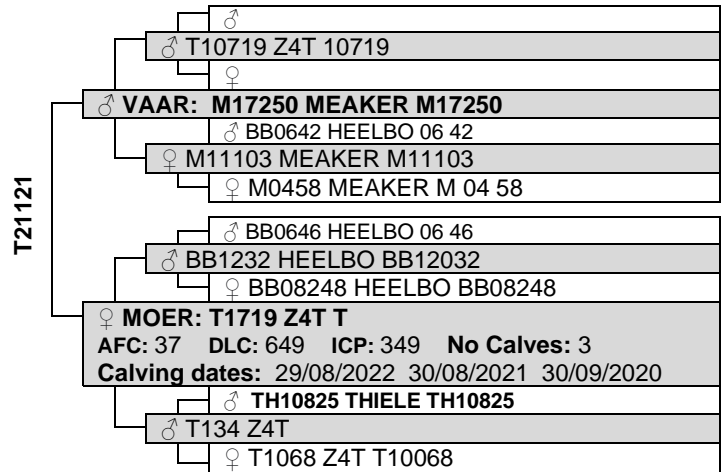 ♂
♂ T10719 Z4T 10719
♀
♂ VAAR: M17250 MEAKER M17250
♂ BB0642 HEELBO 06 42
♀ M11103 MEAKER M11103
♀ M0458 MEAKER M 04 58
T21121
♂ BB0646 HEELBO 06 46
♂ BB1232 HEELBO BB12032
♀ BB08248 HEELBO BB08248
♀ MOER: T1719 Z4T T
AFC: 37 DLC: 649 ICP: 349 No Calves: 3
Calving dates: 29/08/2022 30/08/2021 30/09/2020
♂ TH10825 THIELE TH10825
♂ T134 Z4T
♀ T1068 Z4T T10068